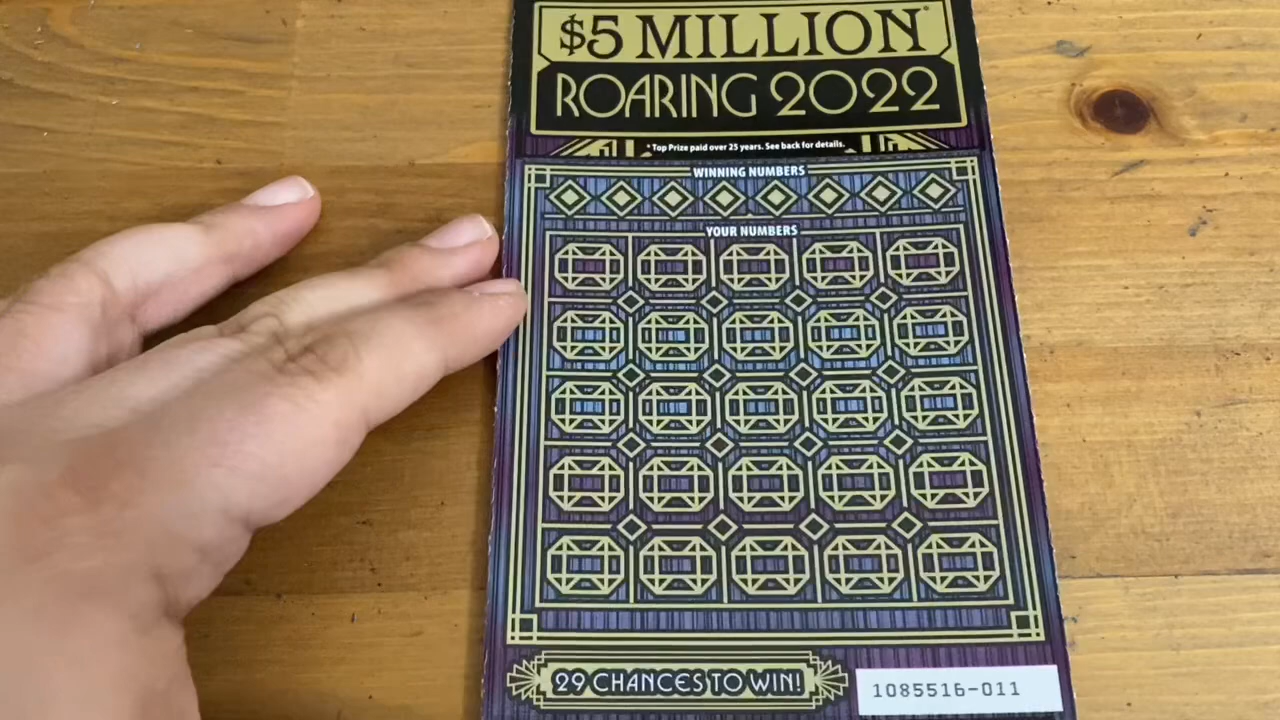 $5 MILLION*
ROARING 2022
* Top Prize paid over 25 years. See back for details.
WINNING NUMBERS
YOUR NUMBERS
29 CHANCES TO WIN!
1085516-011